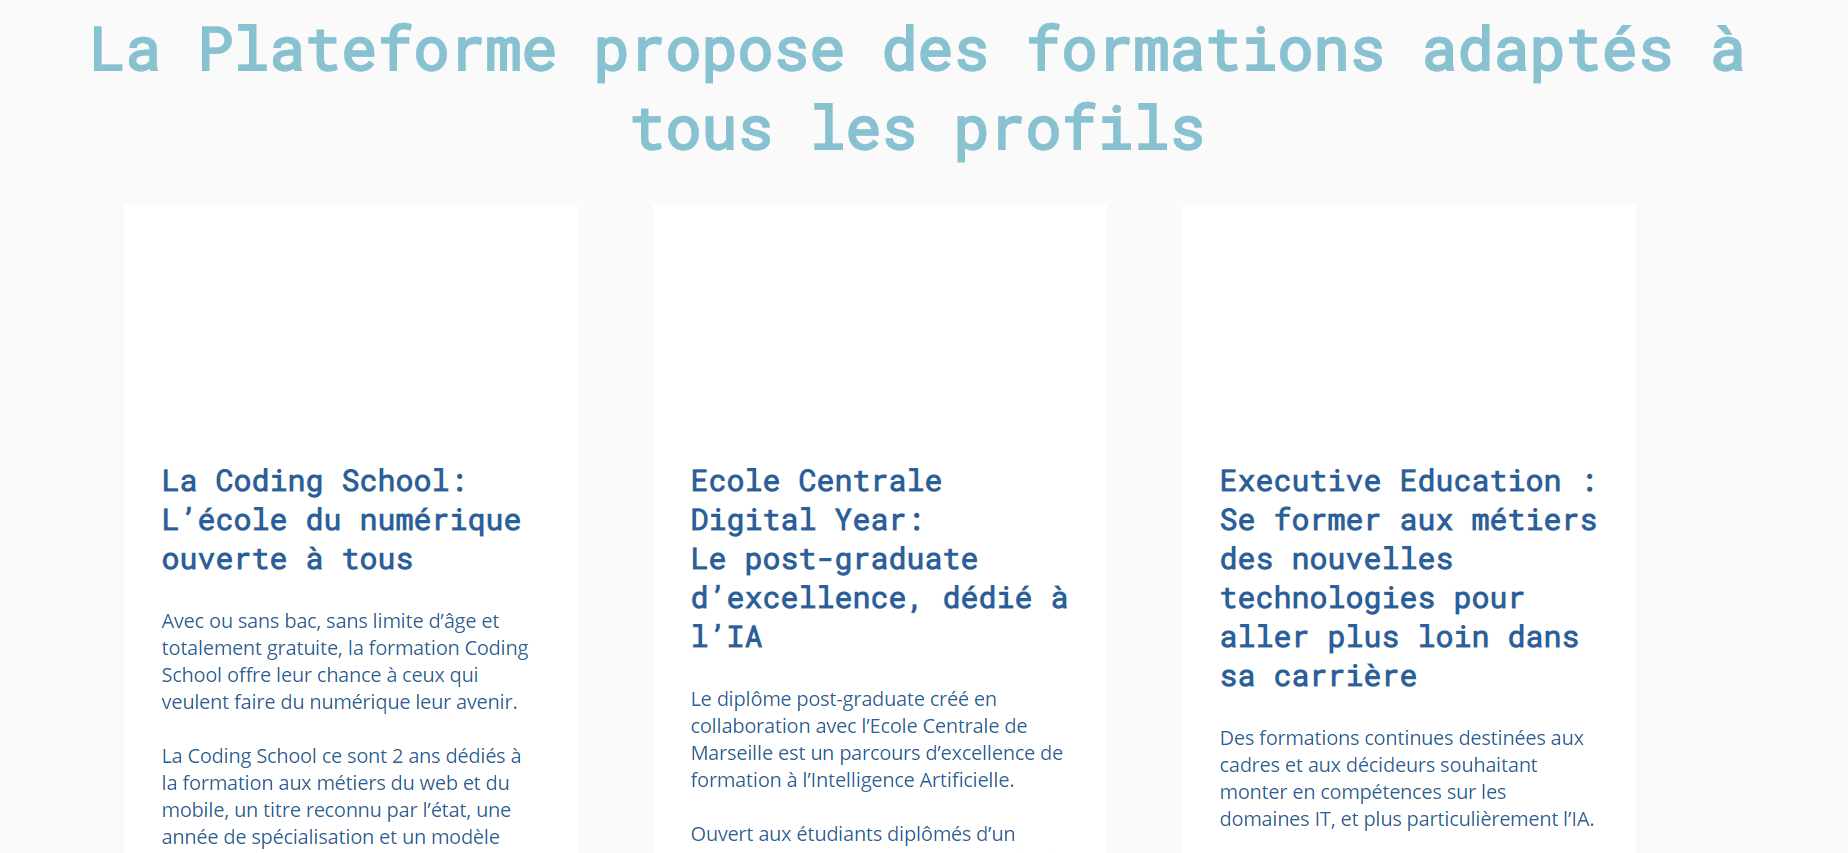 La Plateforme propose des formations adaptés à
tous les profils
La Coding School:
L’école du numérique
ouverte à tous
Avec ou sans bac, sans limite d’âge et
totalement gratuite, la formation Coding
School offre leur chance à ceux qui
veulent faire du numérique leur avenir.
La Coding School ce sont 2 ans dédiés à
la formation aux métiers du web et du
mobile, un titre reconnu par l’état, une
année de spécialisation et un modèle
Ecole Centrale
Digital Year:
Le post-graduate
d’excellence, dédié à
l’IA
Le diplôme post-graduate créé en
collaboration avec l’Ecole Centrale de
Marseille est un parcours d’excellence de
formation à l’Intelligence Artificielle.
Ouvert aux étudiants diplômés d’un
Executive Education :
Se former aux métiers
des nouvelles
technologies pour
aller plus loin dans
sa carrière
Des formations continues destinées aux
cadres et aux décideurs souhaitant
monter en compétences sur les
domaines IT, et plus particulièrement l’IA.